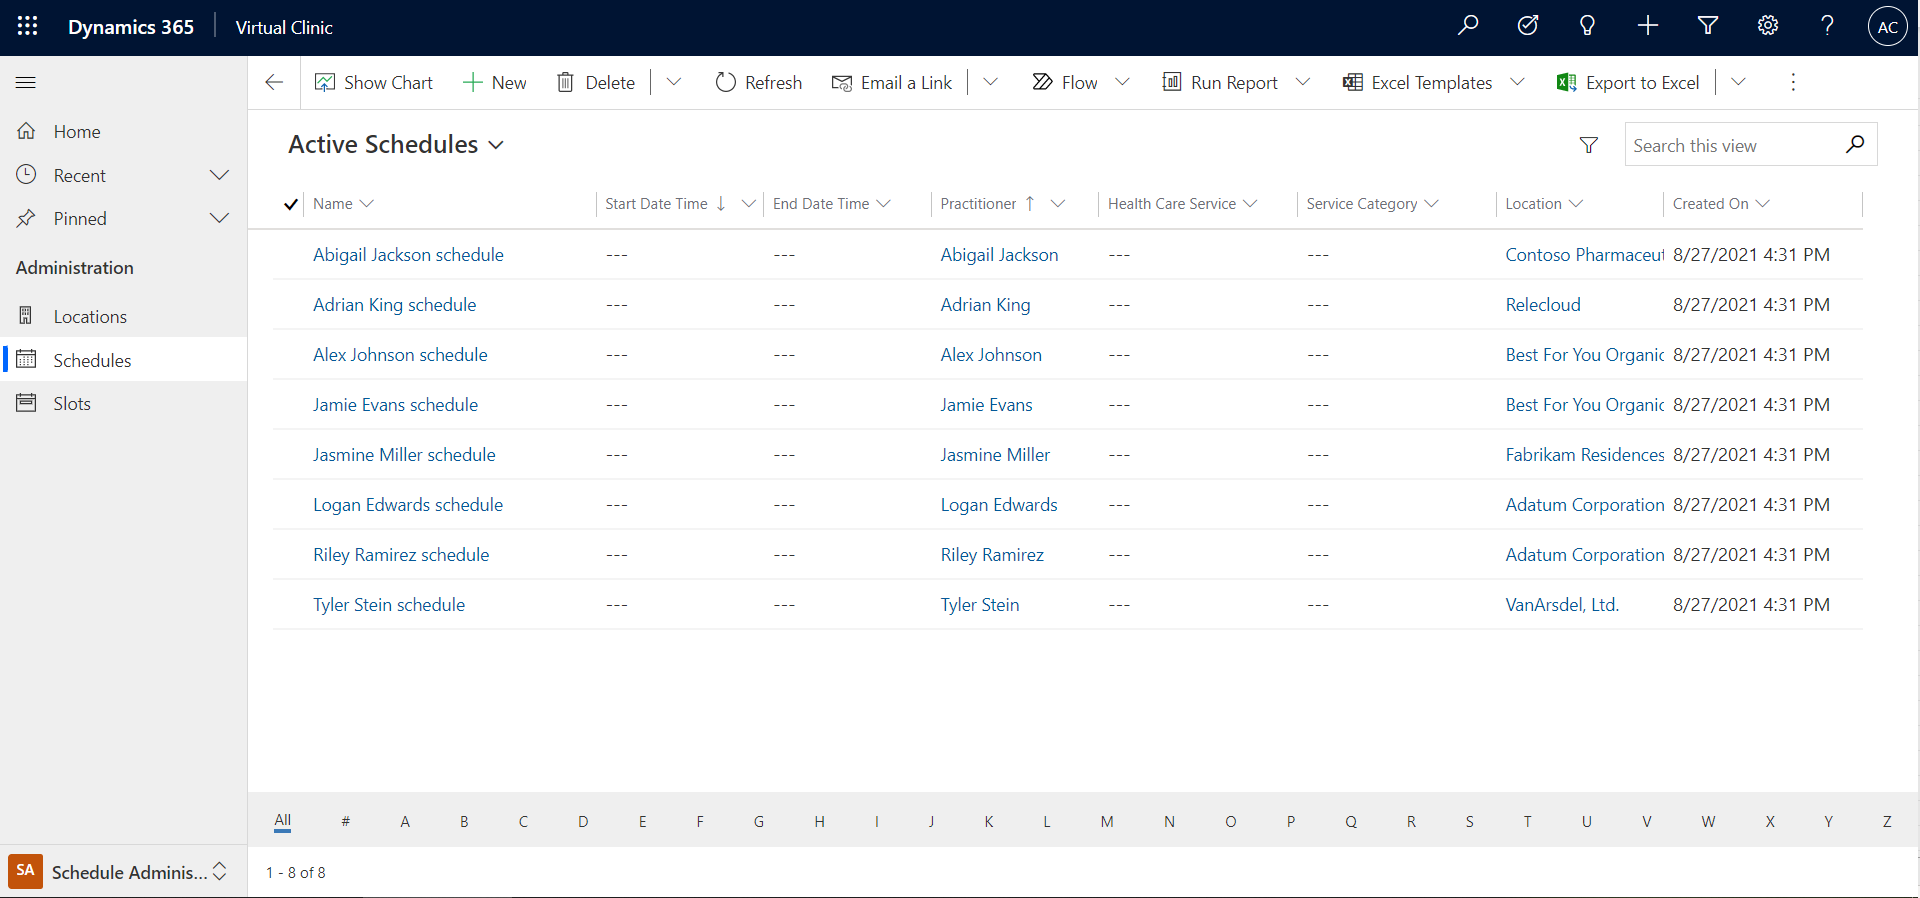 Dynamics 365 Virtual Clinic AC
Show Chart New Delete Refresh Email a Link Flow Run Report Excel Templates Export to Excel
Home
Recent
Pinned
Administration
Locations
Schedules
Slots
SA Schedule Adminis...
Active Schedules Search this view
Name Start Date Time End Date Time Practitioner Health Care Service Service Category Location Created On
Abigail Jackson schedule --- --- Abigail Jackson --- --- Contoso Pharmaceut 8/27/2021 4:31 PM
Adrian King schedule --- --- Adrian King --- --- Relecloud 8/27/2021 4:31 PM
Alex Johnson schedule --- --- Alex Johnson --- --- Best For You Organic 8/27/2021 4:31 PM
Jamie Evans schedule --- --- Jamie Evans --- --- Best For You Organic 8/27/2021 4:31 PM
Jasmine Miller schedule --- --- Jasmine Miller --- --- Fabrikam Residences 8/27/2021 4:31 PM
Logan Edwards schedule --- --- Logan Edwards --- --- Adatum Corporation 8/27/2021 4:31 PM
Riley Ramirez schedule --- --- Riley Ramirez --- --- Adatum Corporation 8/27/2021 4:31 PM
Tyler Stein schedule --- --- Tyler Stein --- --- VanArsdel, Ltd. 8/27/2021 4:31 PM
All # A B C D E F G H I J K L M N O P Q R S T U V W X Y Z
1 - 8 of 8